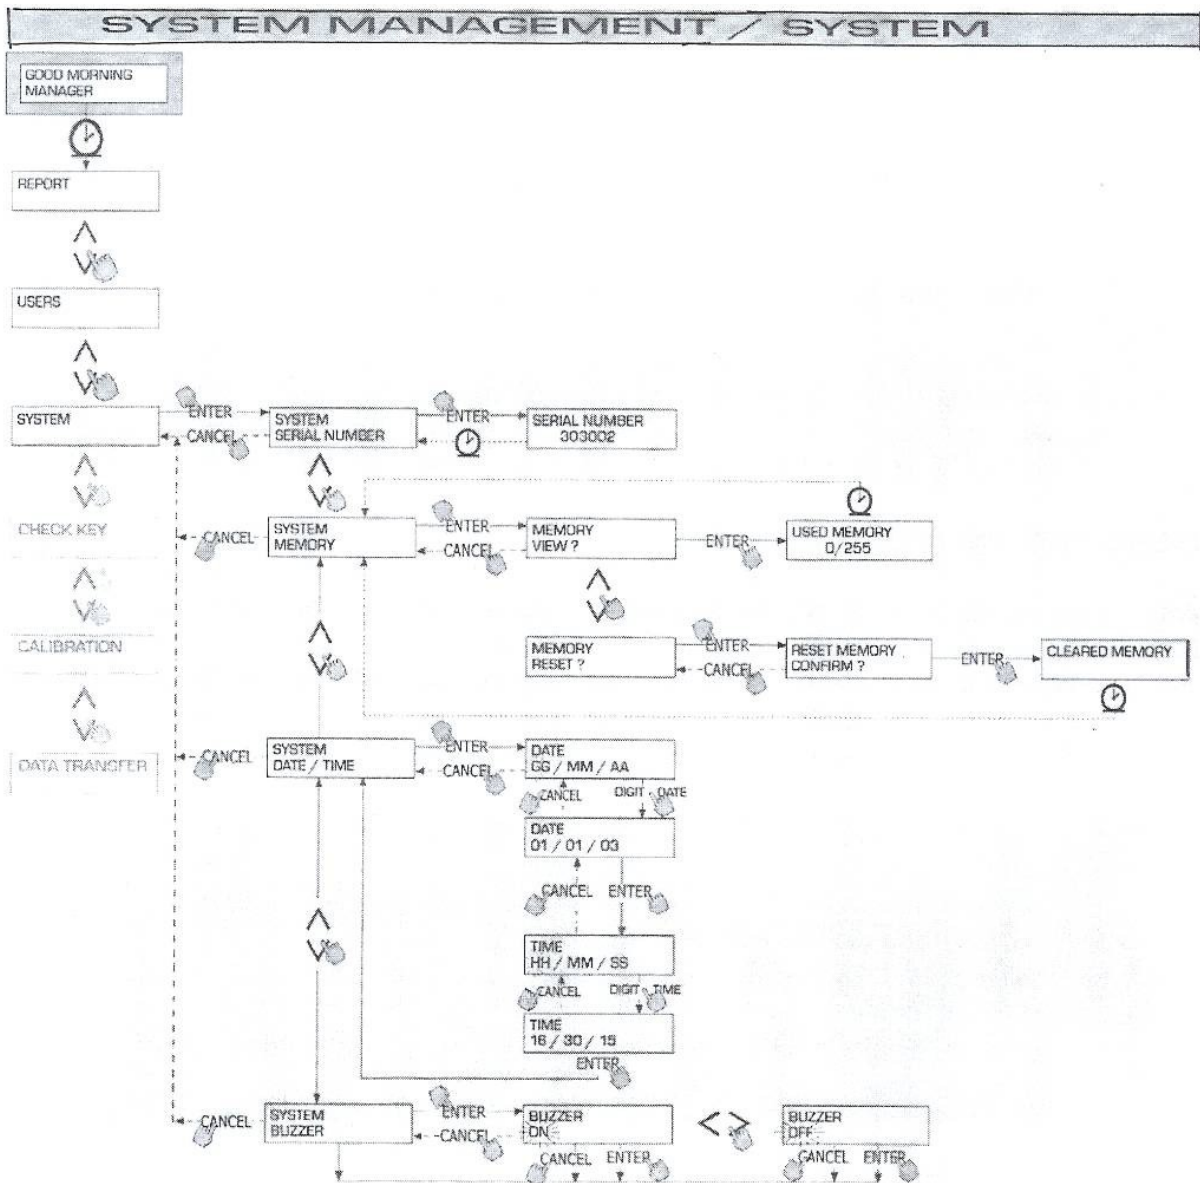 SYSTEM MANAGEMENT / SYSTEM
GOOD MORNING
MANAGER
REPORT
USERS
SYSTEM
ENTER
CANCEL
SYSTEM
SERIAL NUMBER
ENTER
SERIAL NUMBER
303002
CHECK KEY
CANCEL
SYSTEM
MEMORY
ENTER
CANCEL
MEMORY
VIEW ?
ENTER
USED MEMORY
0/255
CALIBRATION
MEMORY
RESET ?
ENTER
CANCEL
RESET MEMORY
CONFIRM ?
ENTER
CLEARED MEMORY
DATA TRANSFER
CANCEL
SYSTEM
DATE / TIME
ENTER
CANCEL
DATE
GG / MM / AA
CANCEL
DIGIT - DATE
DATE
01 / 01 / 03
CANCEL
ENTER
TIME
HH / MM / SS
CANCEL
DIGIT - TIME
TIME
16 / 30 / 15
ENTER
CANCEL
SYSTEM
BUZZER
ENTER
CANCEL
BUZZER
ON
BUZZER
OFF
CANCEL
ENTER
CANCEL
ENTER